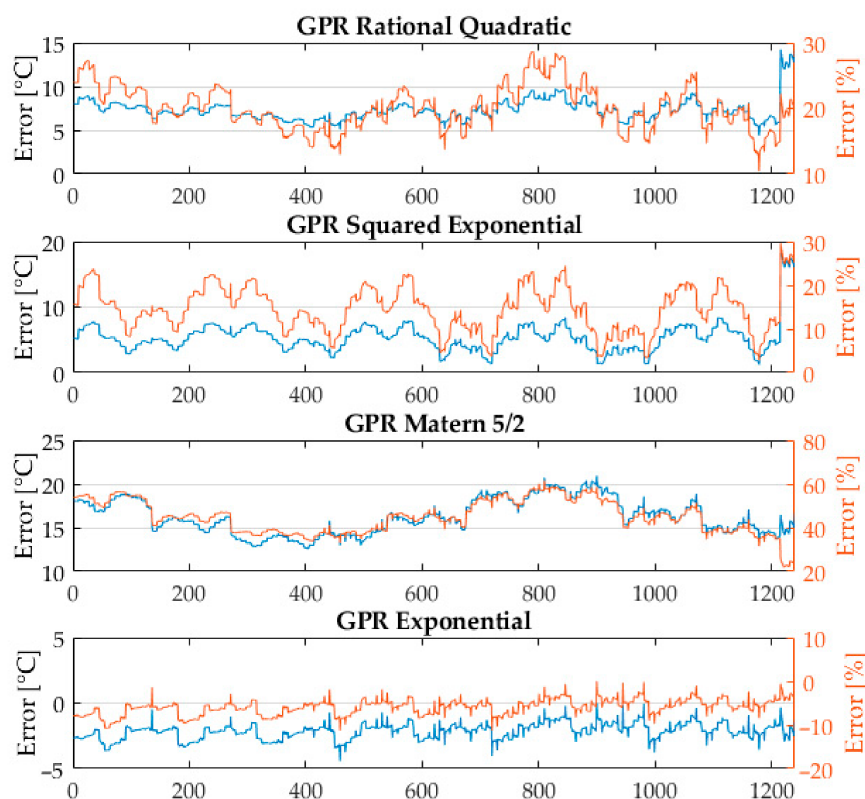 GPR Rational Quadratic
15 30
10 20
5
0 10
Error [°C] Error [%]
0 200 400 600 800 1000 1200
GPR Squared Exponential
20 30
20
10
10
0 0
Error [°C] Error [%]
0 200 400 600 800 1000 1200
GPR Matern 5/2
25 80
20 60
15 40
10 20
Error [°C] Error [%]
0 200 400 600 800 1000 1200
GPR Exponential
5 10
0 0
−10
−5 −20
Error [°C] Error [%]
0 200 400 600 800 1000 1200